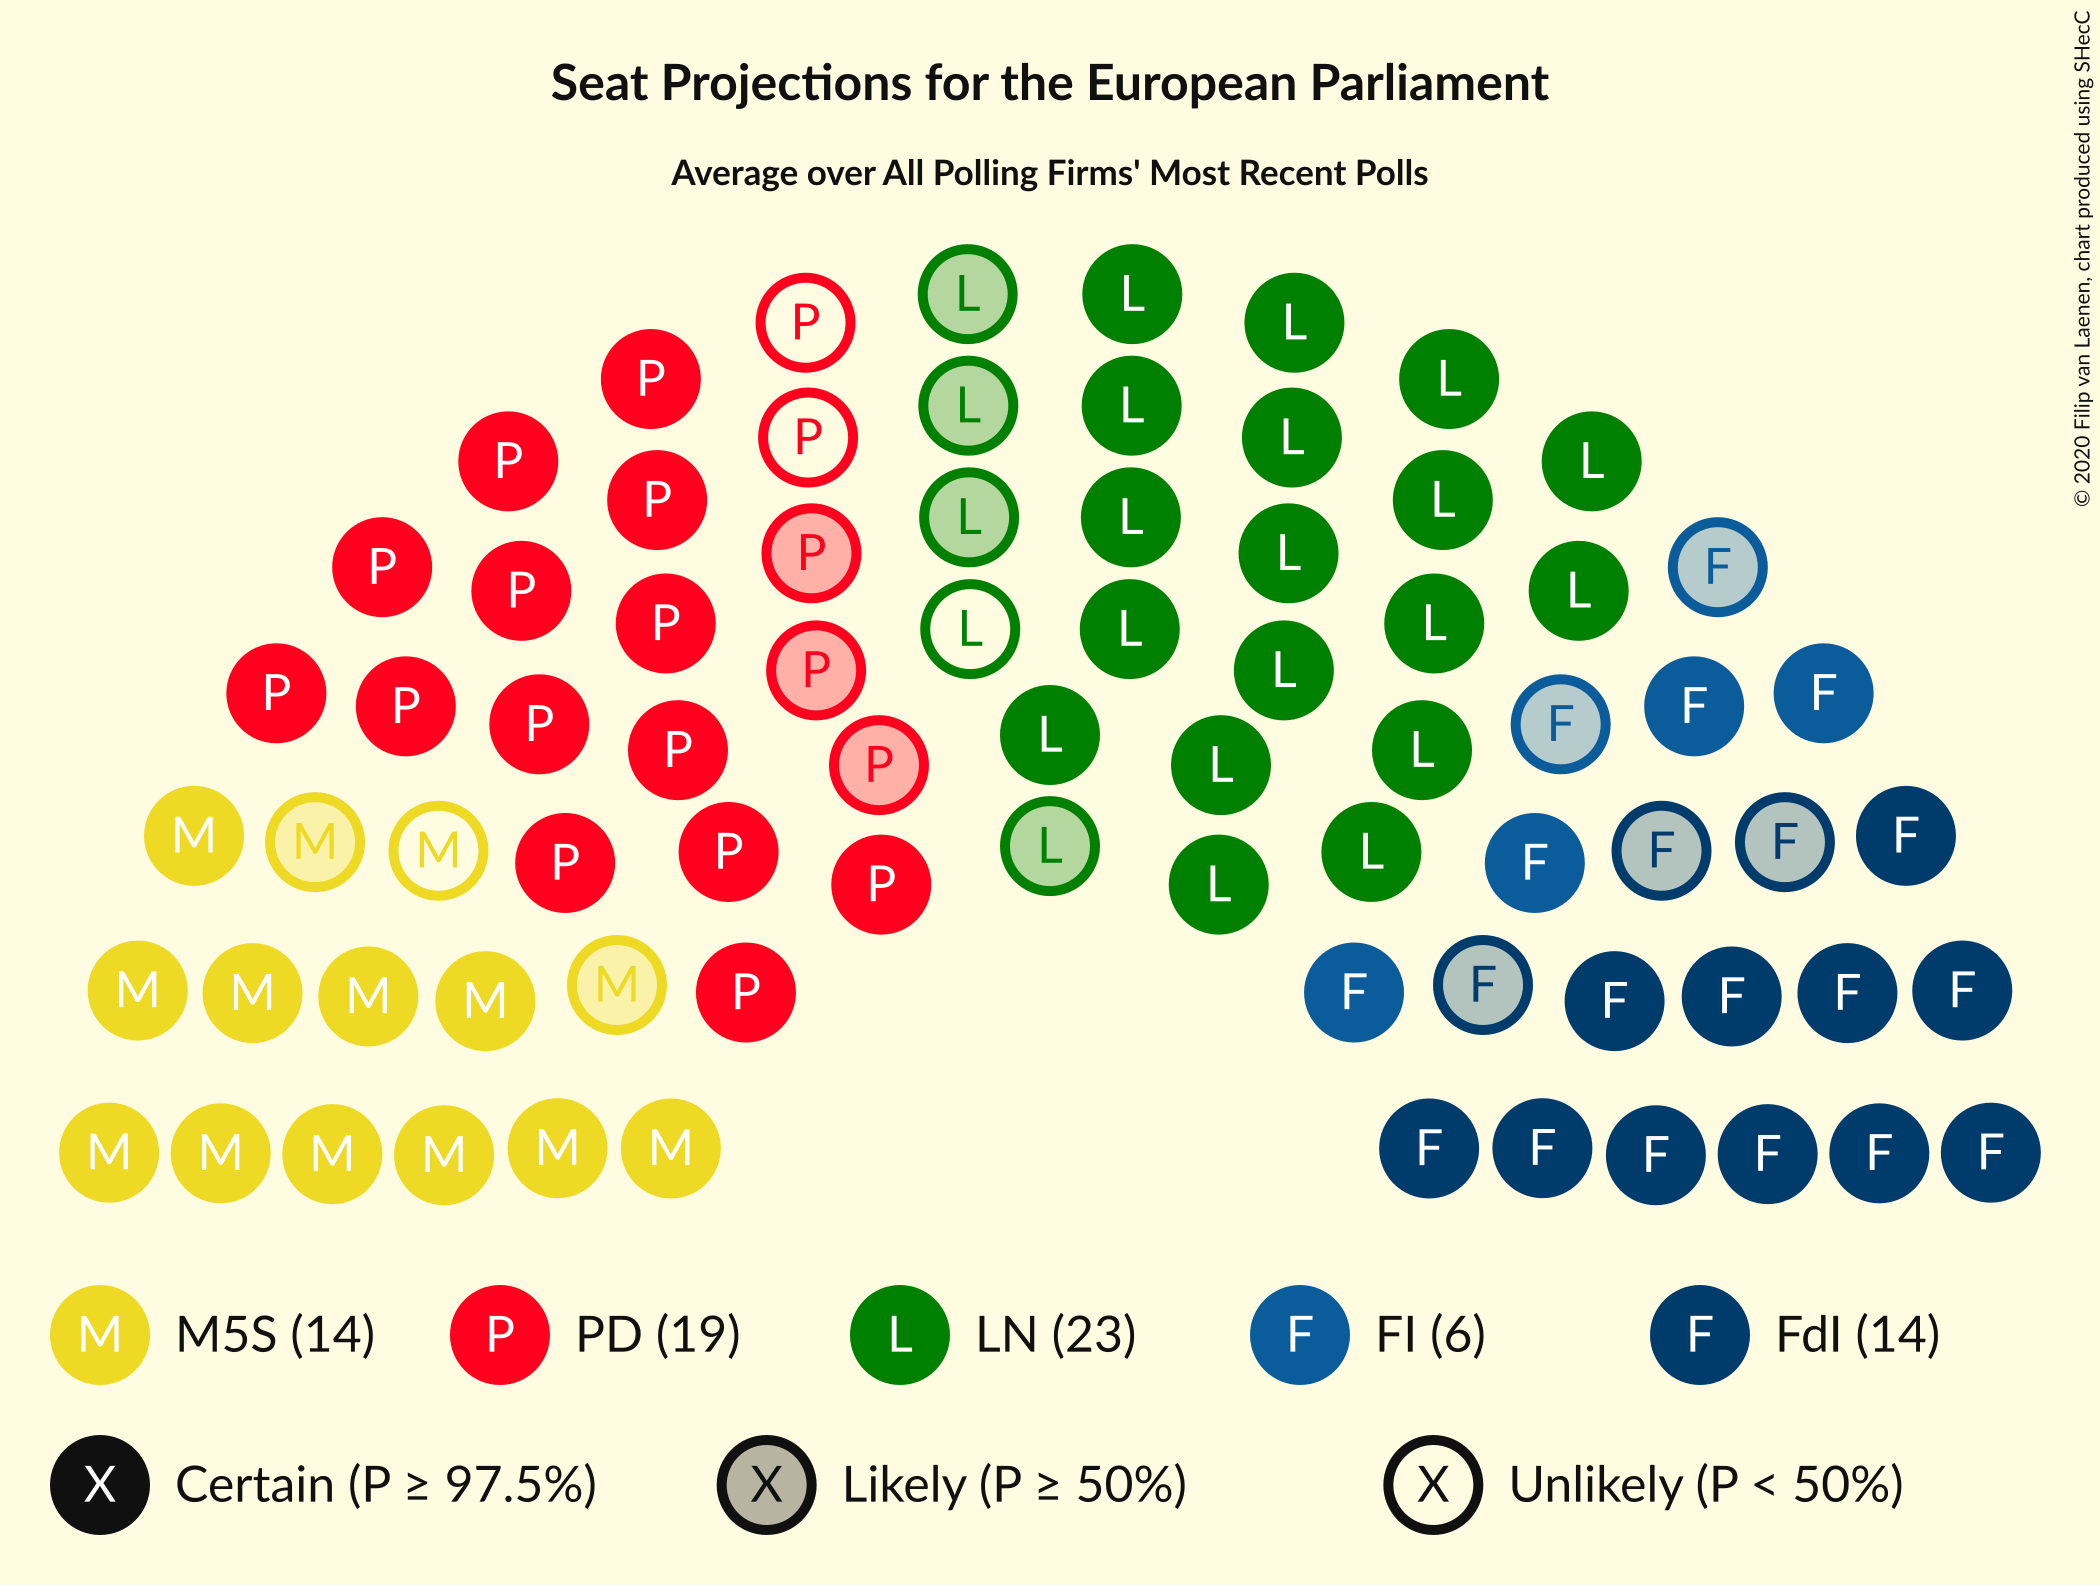 Seat Projections for the European Parliament
Average over All Polling Firms' Most Recent Polls
© 2020 Filip van Laenen, chart produced using SHecC
L L
P L
P L
L L
P L
P L
P L
P L
L L
P L
P F
P L
P L
L L
P L
P L
P F
P F
P L
P F
L
P L
M F
M F
M F
L
P L
P F
P L
M F
M F
M F
M F
M F
P F
M F
M F
M F
M F
M F
M F
M M5S (14) P PD (19) L LN (23) F FI (6) F FdI (14)
X Certain (P ≥ 97.5%) X Likely (P ≥ 50%) X Unlikely (P < 50%)